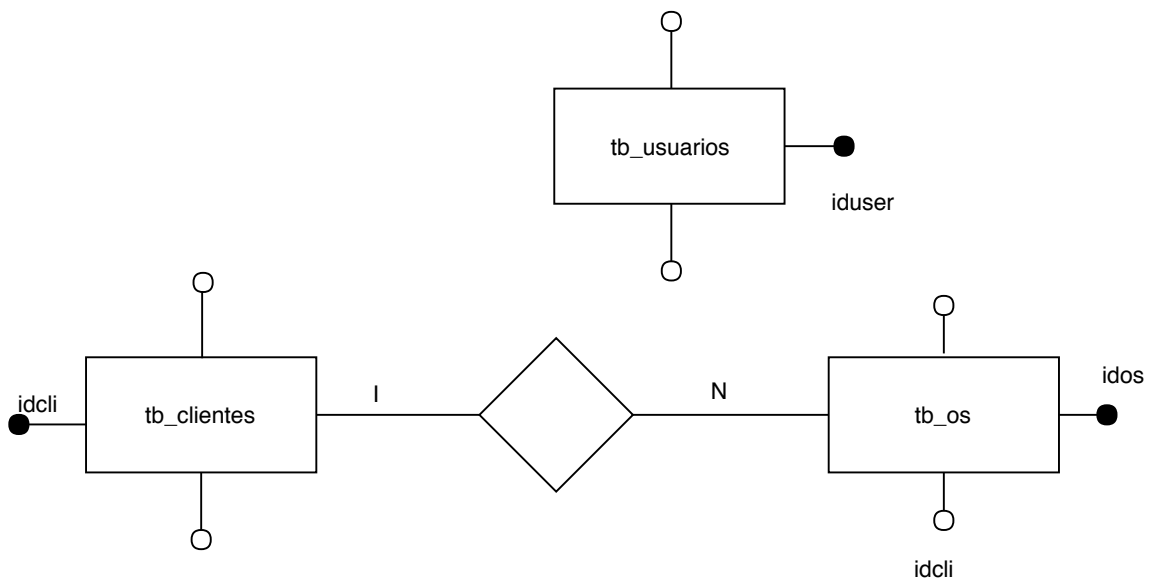 tb_usuarios
iduser
idcli
tb_clientes
I
N
tb_os
idos
idcli